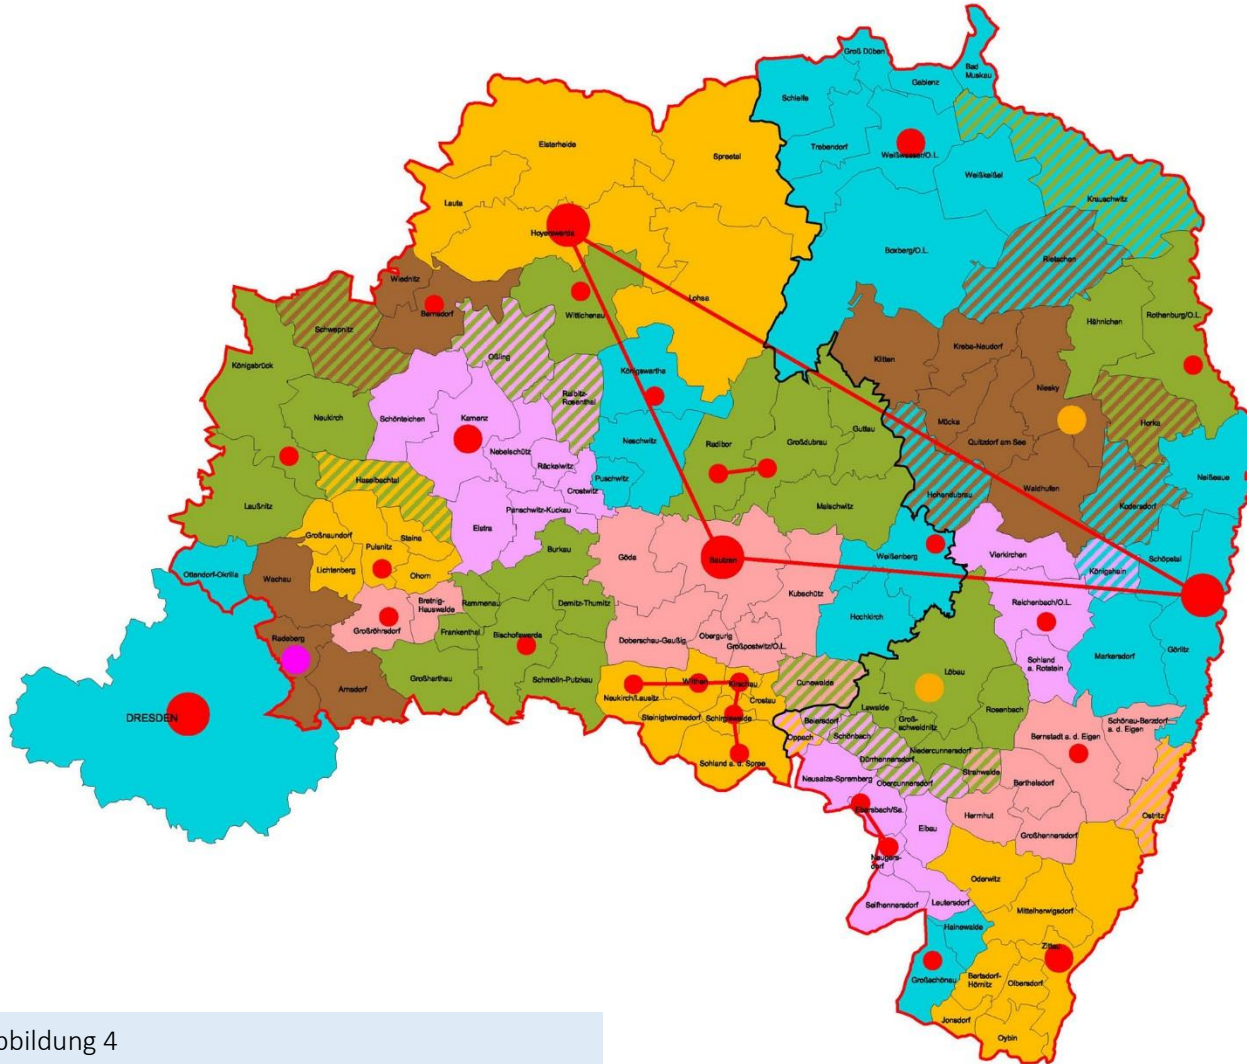 Groß Düben
Bad
Muskau
Gablenz
Schleife
Elsterheide
Spreetal
Trebendorf
Weißwasser/O.L.
Weißkeißel
Krauschwitz
Lauta
Hoyerswerda
Boxberg/O.L.
Rietschen
Wiednitz
Lohsa
Bernsdorf
Wittichenau
Hähnichen
Rothenburg/O.L.
Schwepnitz
Oßling
Kreba-Neudorf
Klitten
Königsbrück
Königswartha
Niesky
Ralbitz-
Rosenthal
Neukirch
Schönteichen
Kamenz
Mücka
Horka
Guttau
Radibor
Großdubrau
Quitzdorf am See
Neschwitz
Nebelschütz
Räckelwitz
Puschwitz
Crostwitz
Neißeaue
Haselbachtal
Waldhufen
Hohendubrau
Kodersdorf
Laußnitz
Panschwitz-Kuckau
Malschwitz
Elstra
Großnaundorf
Steina
Pulsnitz
Burkau
Göda
Bautzen
Weißenberg
Vierkirchen
Königshain
Schöpstal
Ottendorf-Okrilla
Wachau
Lichtenberg
Ohorn
Kubschütz
Bretnig-
Hauswalde
Rammenau
Demitz-Thumitz
Reichenbach/O.L.
Hochkirch
Großröhrsdorf
Frankenthal
Bischofswerda
Doberschau-Gaußig
Obergurig
Großpostwitz/O.L.
Radeberg
Sohland
a. Rotstein
Markersdorf
Görlitz
Großharthau
Schmölln-Putzkau
Löbau
Arnsdorf
Wilthen
Kirschau
Cunewalde
Neukirch/Lausitz
Crostau
Lawalde
Rosenbach
DRESDEN
Steinigtwolmsdorf
Schirgiswalde
Beiersdorf
Groß-
schweidnitz
Schönau-Berzdorf
a. d. Eigen
Oppach
Schönbach
Bernstadt a. d. Eigen
Niedercunnersdorf
Dürrhennersdorf
Sohland a. d. Spree
Strahwalde
Neusalza-Spremberg
Obercunnersdorf
Berthelsdorf
Ebersbach/Sa.
Herrnhut
Ostritz
Eibau
Großhennersdorf
Neugers-
dorf
Oderwitz
Seifhennersdorf
Leutersdorf
Mittelherwigsdorf
Hainewalde
Zittau
Großschönau
Bertsdorf-
Hörnitz
Olbersdorf
Jonsdorf
Oybin
bbildung 4